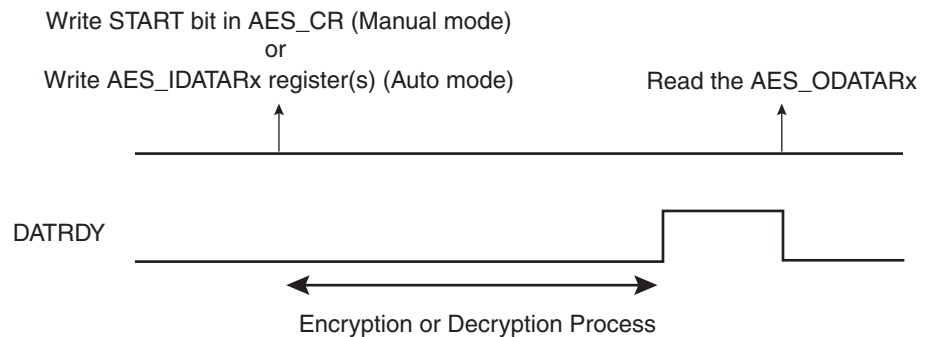 Write START bit in AES_CR (Manual mode)
or
Write AES_IDATARx register(s) (Auto mode)
Read the AES_ODATARx
DATRDY
Encryption or Decryption Process